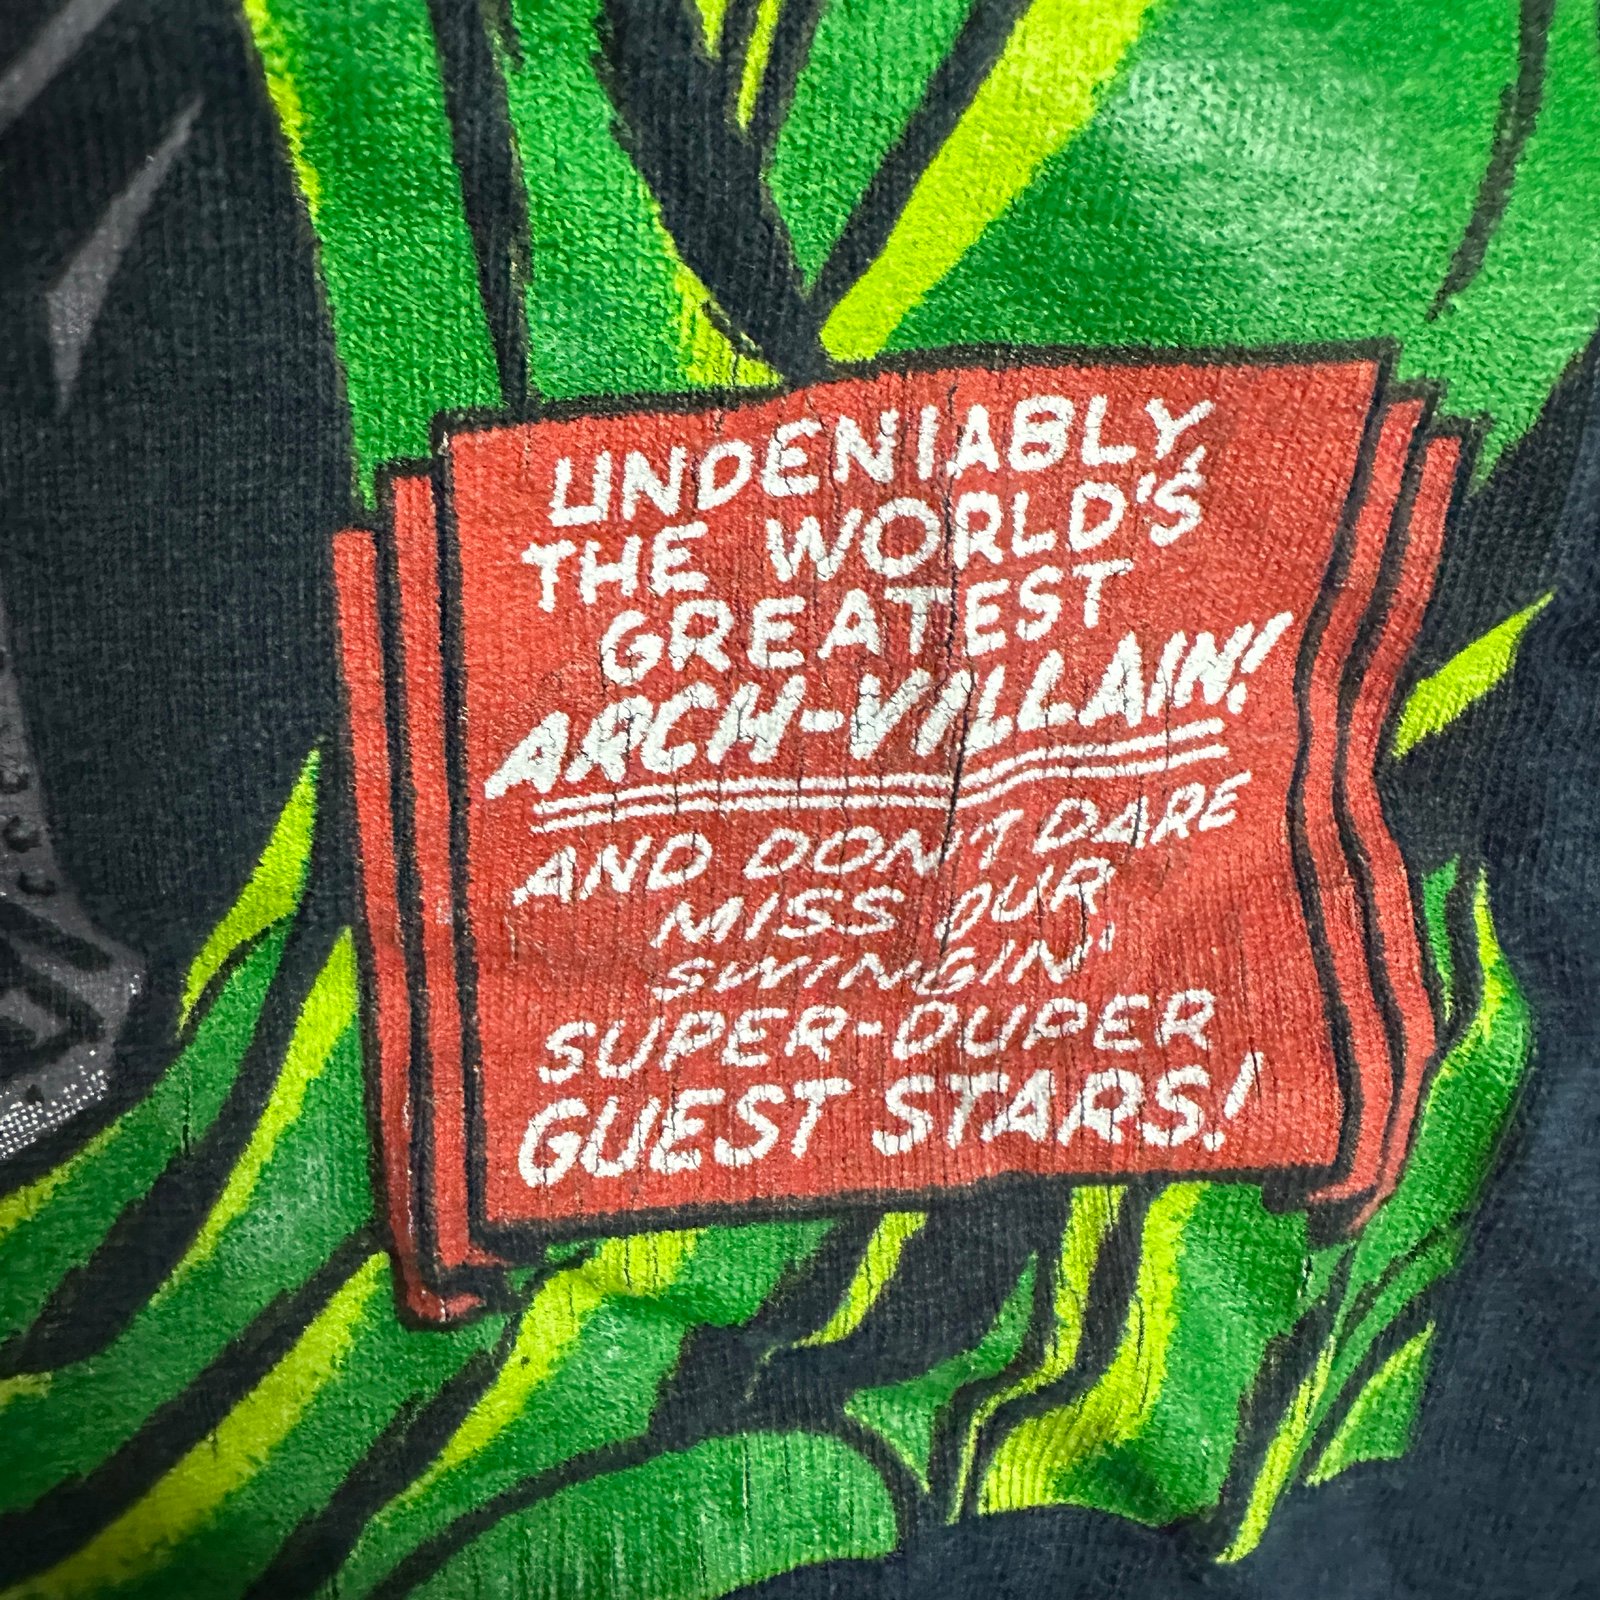 UNDENIABLY
THE WORLD'S
GREATEST
ARCH-VILLAIN!
AND DON'T DARE
MISS OUR
SWINGIN'
SUPER-DUPER
GUEST STARS!